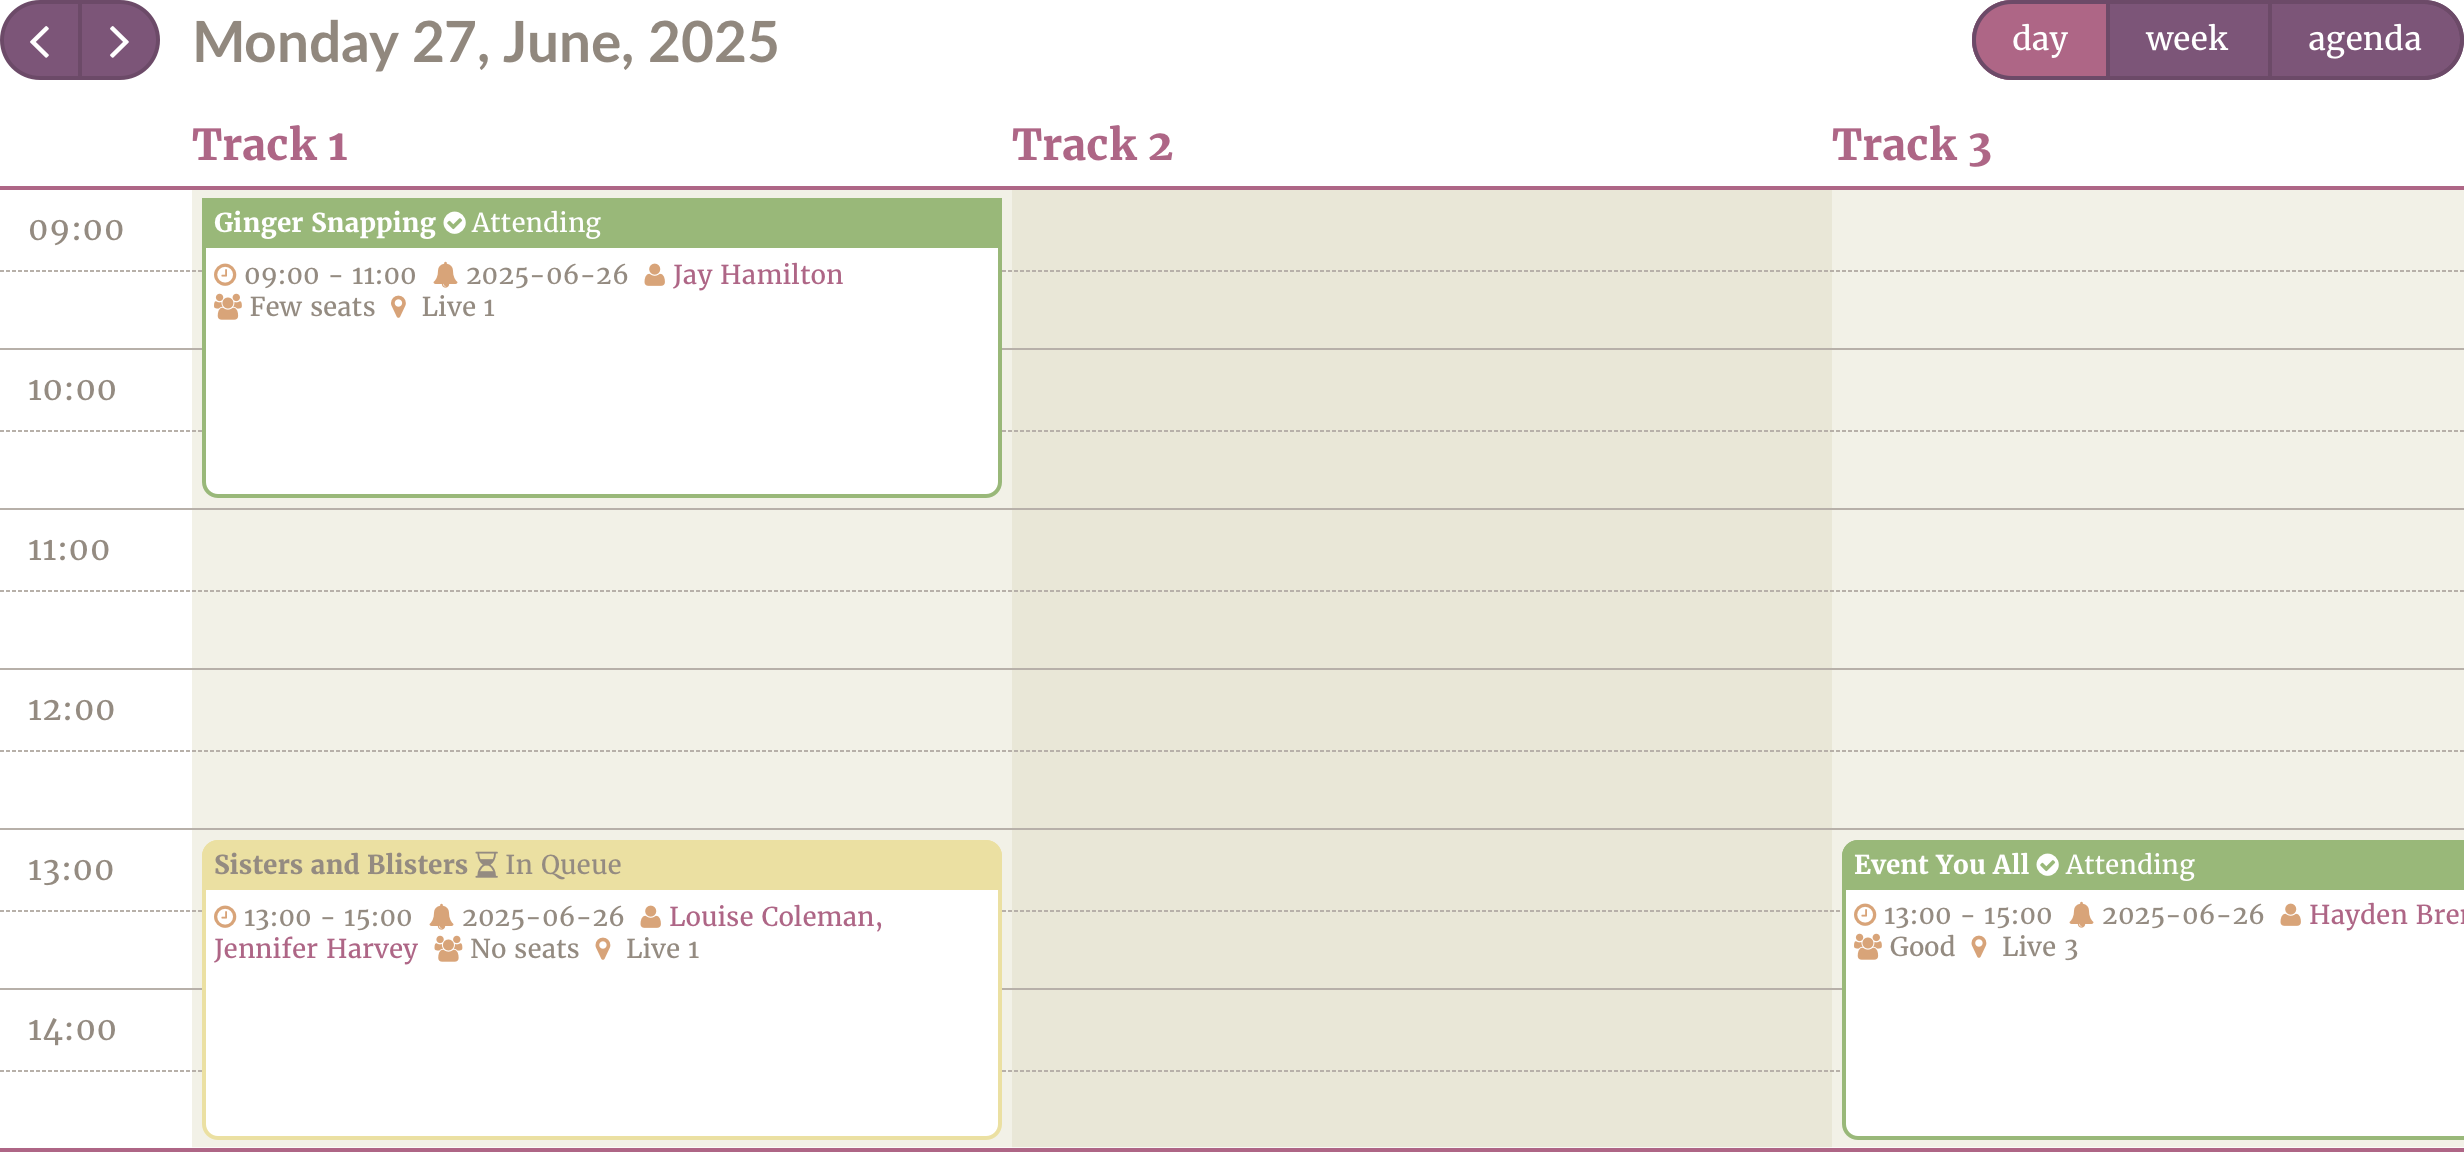 Monday 27, June, 2025
day week agenda
Track 1 Track 2 Track 3
09:00
Ginger Snapping Attending
09:00 - 11:00 2025-06-26 Jay Hamilton
Few seats Live 1
10:00
11:00
12:00
13:00
Sisters and Blisters In Queue
13:00 - 15:00 2025-06-26 Louise Coleman,
Jennifer Harvey No seats Live 1
Event You All Attending
13:00 - 15:00 2025-06-26 Hayden
Good Live 3
14:00